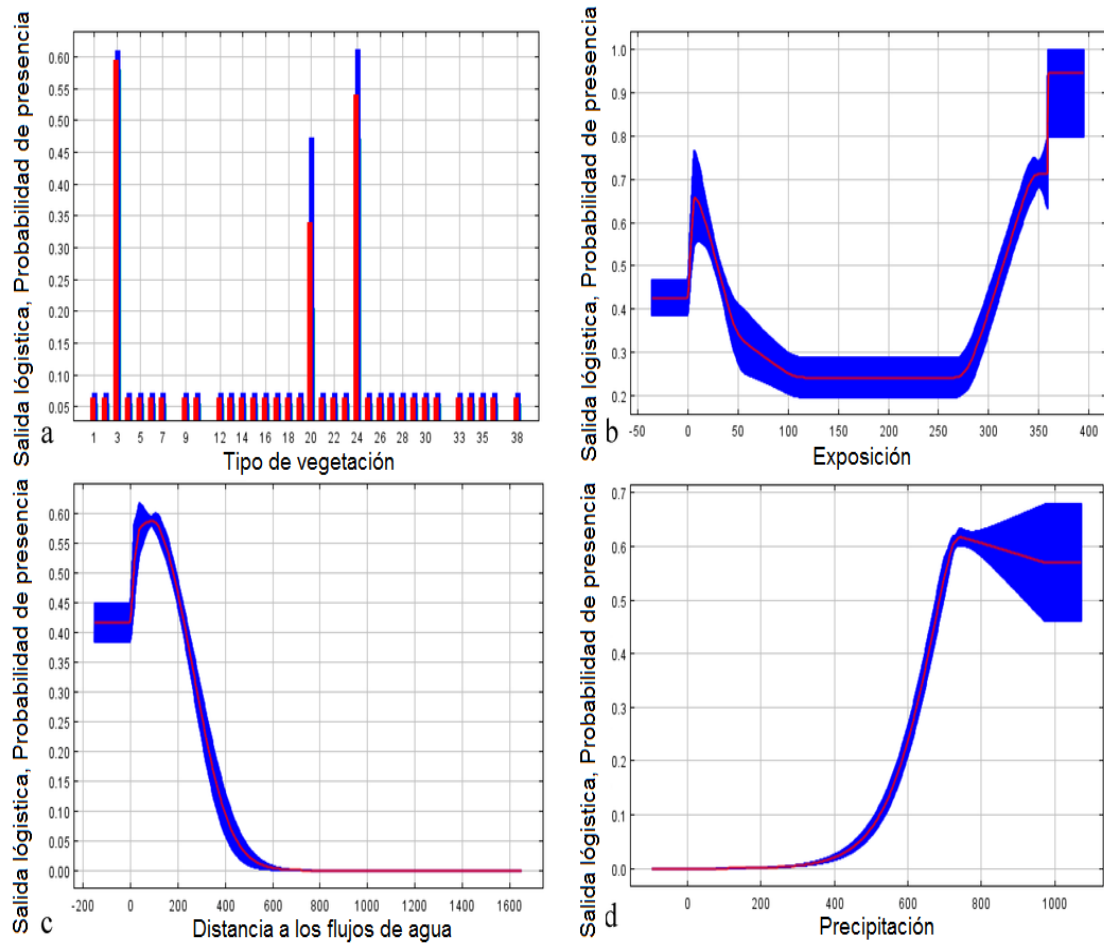 Salida lógistica, Probabilidad de presencia
0.60
0.55
0.50
0.45
0.40
0.35
0.30
0.25
0.20
0.15
0.10
0.05
a
1 3 5 7 9 12 14 16 18 20 22 24 26 28 30 33 35 38
Tipo de vegetación
Salida lógistica, Probabilidad de presencia
1.0
0.9
0.8
0.7
0.6
0.5
0.4
0.3
0.2
b
-50 0 50 100 150 200 250 300 350 400
Exposición
Salida lógistica, Probabilidad de presencia
0.60
0.55
0.50
0.45
0.40
0.35
0.30
0.25
0.20
0.15
0.10
0.05
0.00
c
-200 0 200 400 600 800 1000 1200 1400 1600
Distancia a los flujos de agua
Salida lógistica, Probabilidad de presencia
0.7
0.6
0.5
0.4
0.3
0.2
0.1
0.0
d
0 200 400 600 800 1000
Precipitación